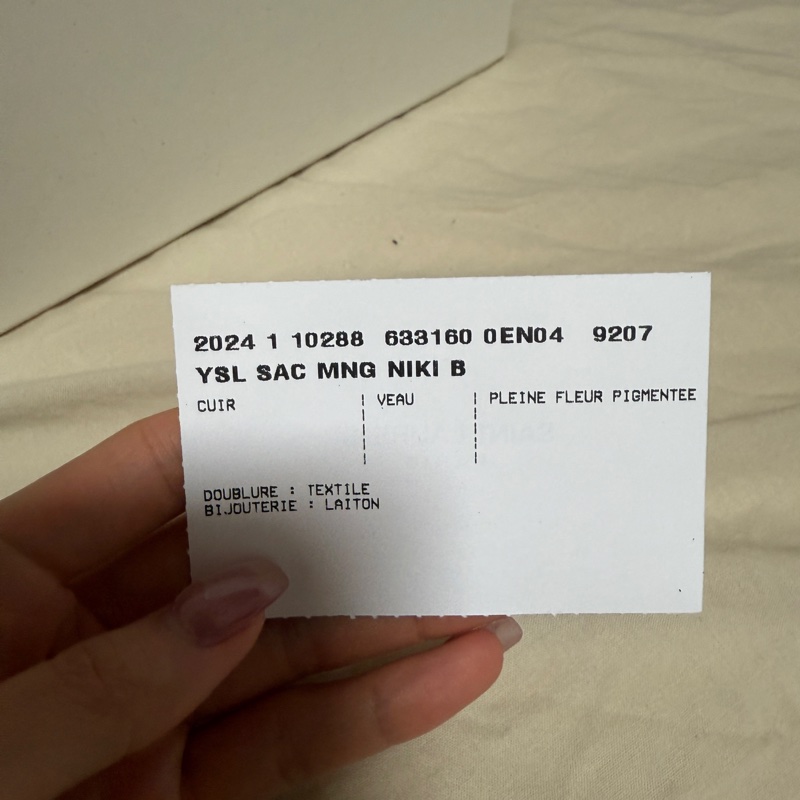 2024 1 10288 633160 0EN04 9207
YSL SAC MNG NIKI B
CUIR ¦ VEAU ¦ PLEINE FLEUR PIGMENTEE
DOUBLURE : TEXTILE
BIJOUTERIE : LAITON